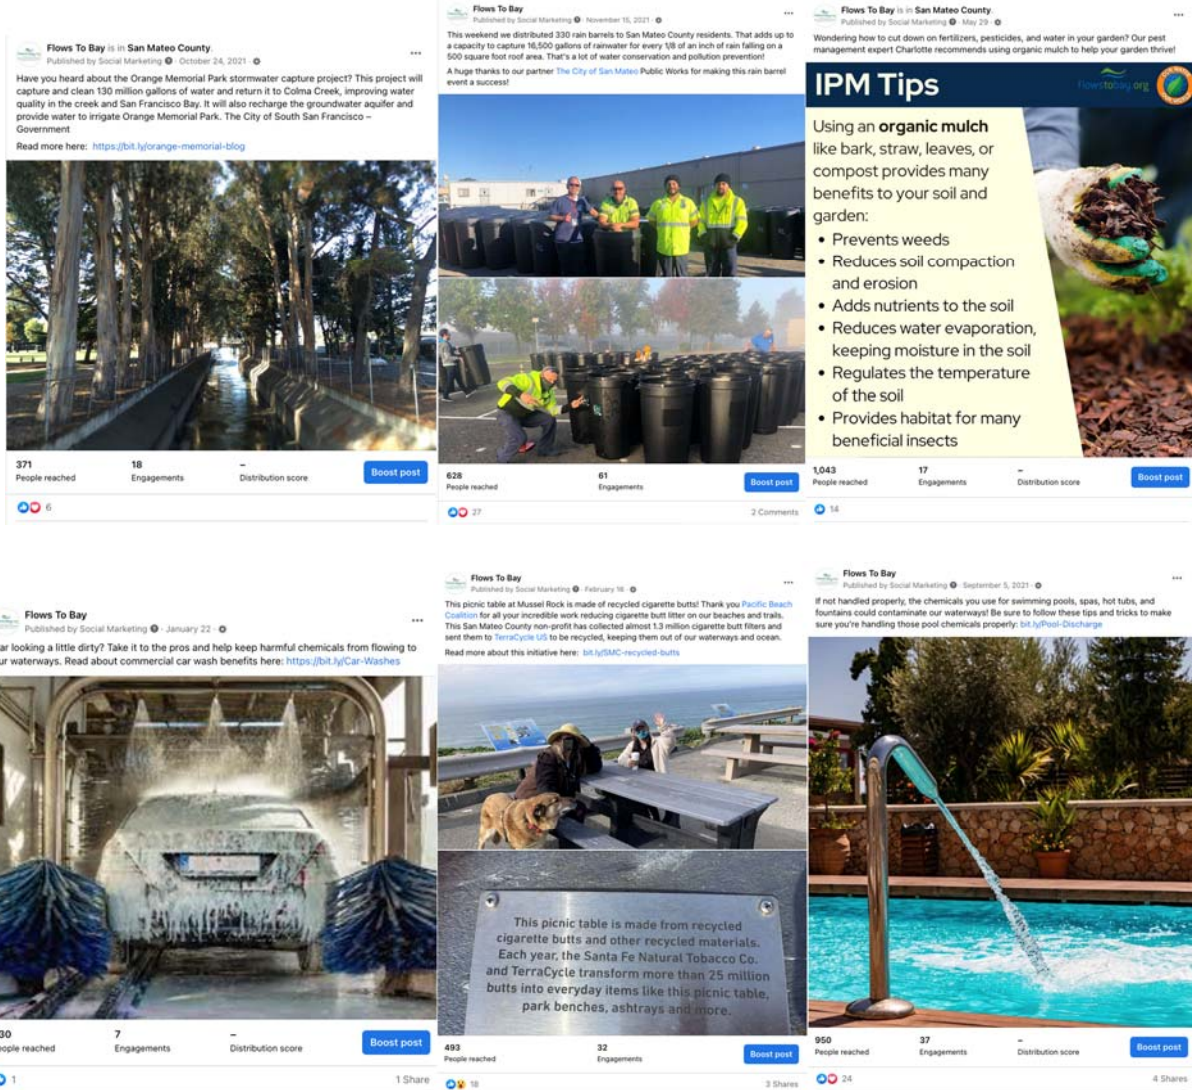 Flows To Bay is in San Mateo County.
Published by Social Marketing · October 24, 2021 ·
Have you heard about the Orange Memorial Park stormwater capture project? This project will
capture and clean 130 million gallons of water and return it to Colma Creek, improving water
quality in the creek and San Francisco Bay. It will also recharge the groundwater aquifer and
provide water to irrigate Orange Memorial Park. The City of South San Francisco –
Government
Read more here: https://bit.ly/orange-memorial-blog
371 18 –
People reached Engagements Distribution score
Boost post
6
Flows To Bay
Published by Social Marketing · November 15, 2021 ·
This weekend we distributed 330 rain barrels to San Mateo County residents. That adds up to
a capacity to capture 16,500 gallons of rainwater for every 1/8 of an inch of rain falling on a
500 square foot roof area. That's a lot of water conservation and pollution prevention!
A huge thanks to our partner The City of San Mateo Public Works for making this rain barrel
event a success!
628 61
People reached Engagements
Boost post
27 2 Comments
Flows To Bay is in San Mateo County.
Published by Social Marketing · May 29 ·
Wondering how to cut down on fertilizers, pesticides, and water in your garden? Our pest
management expert Charlotte recommends using organic mulch to help your garden thrive!
IPM Tips
flowstobay.org
Using an organic mulch
like bark, straw, leaves, or
compost provides many
benefits to your soil and
garden:
• Prevents weeds
• Reduces soil compaction
and erosion
• Adds nutrients to the soil
• Reduces water evaporation,
keeping moisture in the soil
• Regulates the temperature
of the soil
• Provides habitat for many
beneficial insects
1,043 17 –
People reached Engagements Distribution score
Boost post
14
Flows To Bay
Published by Social Marketing · January 22 ·
ar looking a little dirty? Take it to the pros and help keep harmful chemicals from flowing to
ur waterways. Read about commercial car wash benefits here: https://bit.ly/Car-Washes
30 7 –
eople reached Engagements Distribution score
Boost post
1 1 Share
Flows To Bay
Published by Social Marketing · February 16 ·
This picnic table at Mussel Rock is made of recycled cigarette butts! Thank you Pacific Beach
Coalition for all your incredible work reducing cigarette butt litter on our beaches and trails.
This San Mateo County non-profit has collected almost 1.3 million cigarette butt filters and
sent them to TerraCycle US to be recycled, keeping them out of our waterways and ocean.
Read more about this initiative here: bit.ly/SMC-recycled-butts
This picnic table is made from recycled
cigarette butts and other recycled materials.
Each year, the Santa Fe Natural Tobacco Co.
and TerraCycle transform more than 25 million
butts into everyday items like this picnic table,
park benches, ashtrays and more.
493 32
People reached Engagements
Boost post
18 3 Shares
Flows To Bay
Published by Social Marketing · September 5, 2021 ·
If not handled properly, the chemicals you use for swimming pools, spas, hot tubs, and
fountains could contaminate our waterways! Be sure to follow these tips and tricks to make
sure you're handling those pool chemicals properly: bit.ly/Pool-Discharge
950 37 –
People reached Engagements Distribution score
Boost post
24 4 Shares